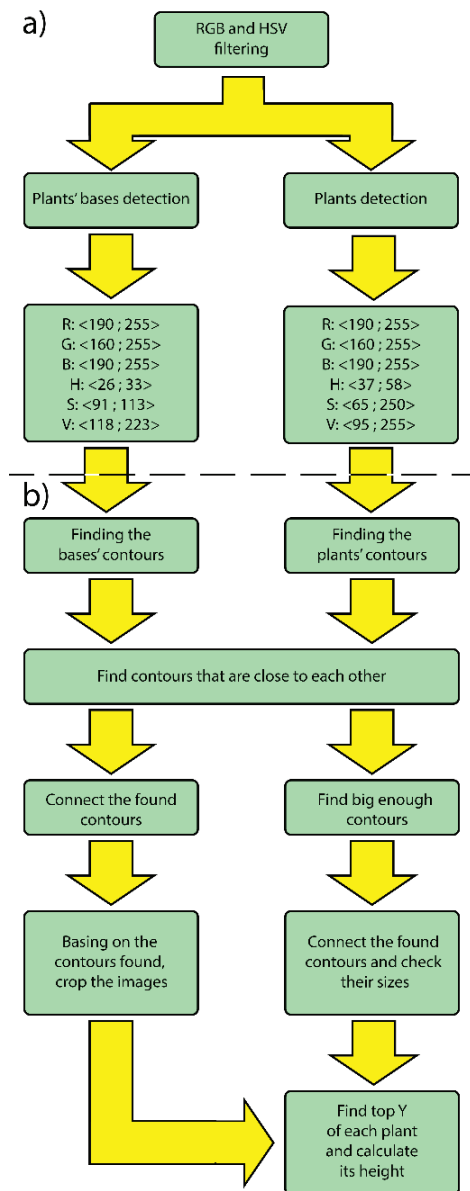 a)
RGB and HSV
filtering
Plants' bases detection
Plants detection
R: <190 ; 255>
G: <160 ; 255>
B: <190 ; 255>
H: <26 ; 33>
S: <91 ; 113>
V: <118 ; 223>
R: <190 ; 255>
G: <160 ; 255>
B: <190 ; 255>
H: <37 ; 58>
S: <65 ; 250>
V: <95 ; 255>
b)
Finding the
bases' contours
Finding the
plants' contours
Find contours that are close to each other
Connect the found
contours
Find big enough
contours
Basing on the
contours found,
crop the images
Connect the found
contours and check
their sizes
Find top Y
of each plant
and calculate
its height